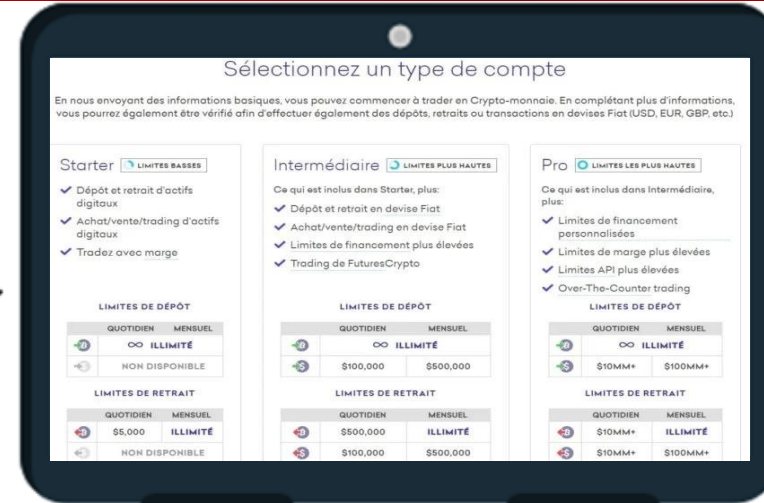 Sélectionnez un type de compte
En nous envoyant des informations basiques, vous pouvez commencer à trader en Crypto-monnaie. En complétant plus d'informations,
vous pourrez également être vérifié afin d'effectuer également des dépôts, retraits ou transactions en devises Fiat (USD, EUR, GBP, etc.)
Starter LIMITES BASSES
Dépôt et retrait d'actifs
digitaux
Achat/vente/trading d'actifs
digitaux
Tradez avec marge
LIMITES DE DÉPÔT
QUOTIDIEN MENSUEL
∞ ILLIMITÉ
NON DISPONIBLE
LIMITES DE RETRAIT
QUOTIDIEN MENSUEL
$5,000 ILLIMITÉ
NON DISPONIBLE
Intermédiaire LIMITES PLUS HAUTES
Ce qui est inclus dans Starter, plus:
Dépôt et retrait en devise Fiat
Achat/vente/trading en devise Fiat
Limites de financement plus élevées
Trading de FuturesCrypto
LIMITES DE DÉPÔT
QUOTIDIEN MENSUEL
∞ ILLIMITÉ
$100,000 $500,000
LIMITES DE RETRAIT
QUOTIDIEN MENSUEL
$500,000 ILLIMITÉ
$100,000 $500,000
Pro LIMITES LES PLUS HAUTES
Ce qui est inclus dans Intermédiaire,
plus:
Limites de financement
personnalisées
Limites de marge plus élevées
Limites API plus élevées
Over-The-Counter trading
LIMITES DE DÉPÔT
QUOTIDIEN MENSUEL
∞ ILLIMITÉ
$10MM+ $100MM+
LIMITES DE RETRAIT
QUOTIDIEN MENSUEL
$10MM+ ILLIMITÉ
$10MM+ $100MM+